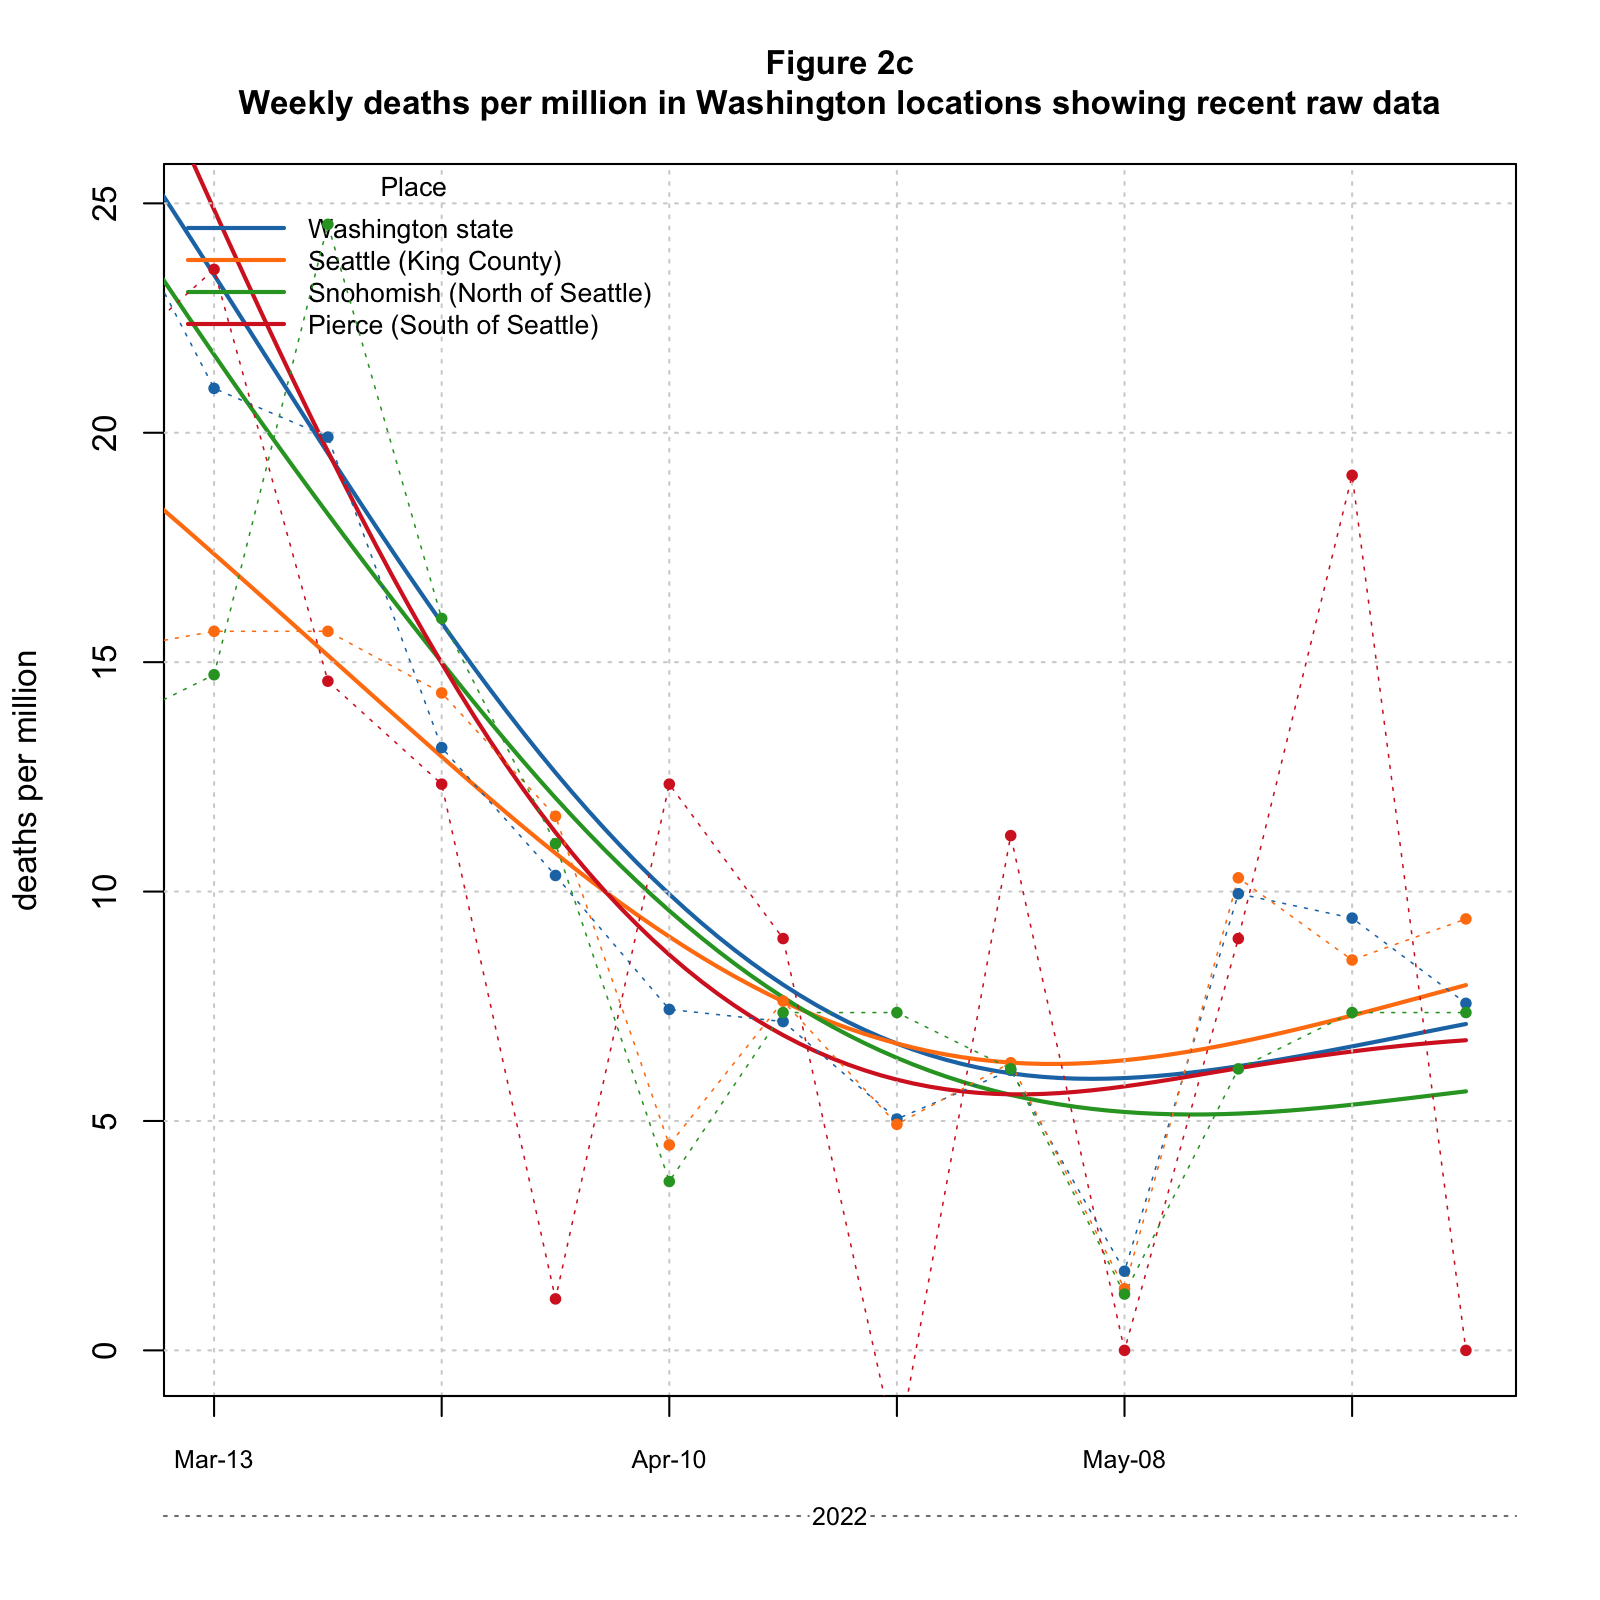 Figure 2c
Weekly deaths per million in Washington locations showing recent raw data
Place
Washington state
Seattle (King County)
Snohomish (North of Seattle)
Pierce (South of Seattle)
deaths per million
25
20
15
10
5
0
Mar-13
Apr-10
May-08
2022